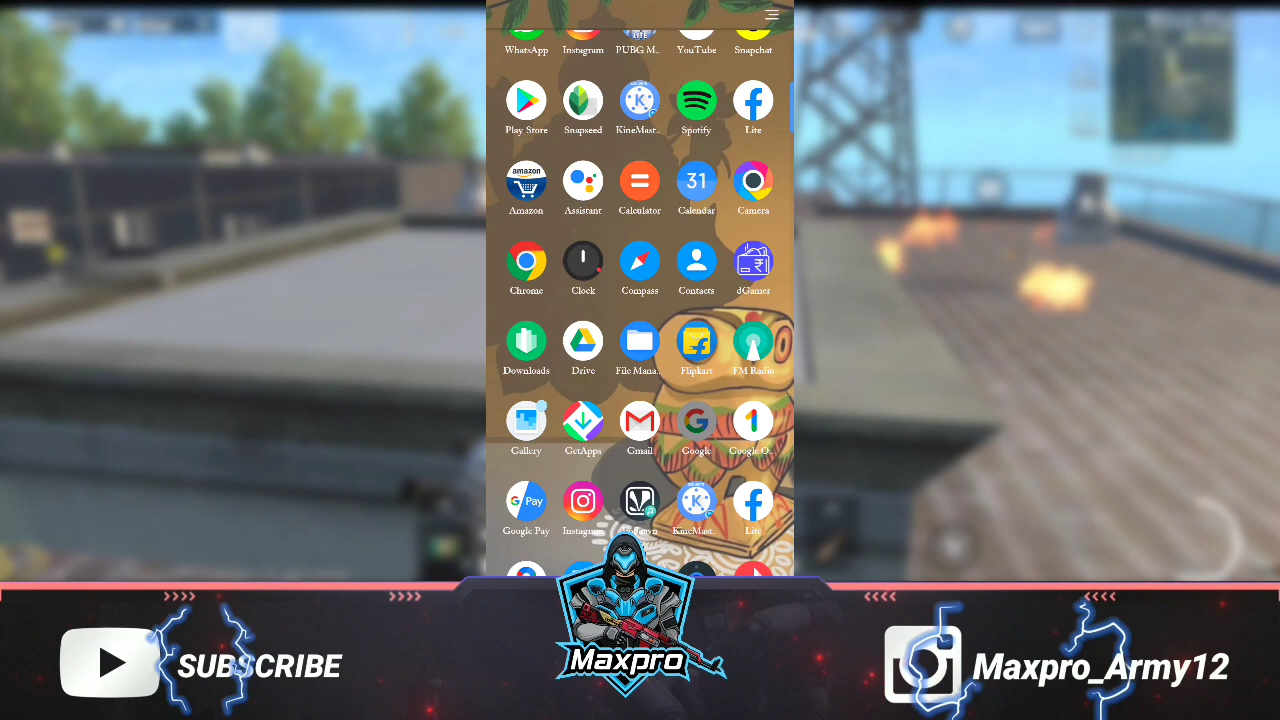 WhatsApp Instagram PUBG M.. YouTube Snapchat
LITE
Play Store Snapseed KineMast.. Spotify Lite
amazon
31
Amazon Assistant Calculator Calendar Camera
Chrome Clock Compass Contacts dGamer
Downloads Drive File Mana.. Flipkart FM Radio
Gallery GetApps Gmail Google Google O..
G Pay
Google Pay Instagram KineMast.. Lite
SUBSCRIBE
Maxpro
Maxpro_Army12